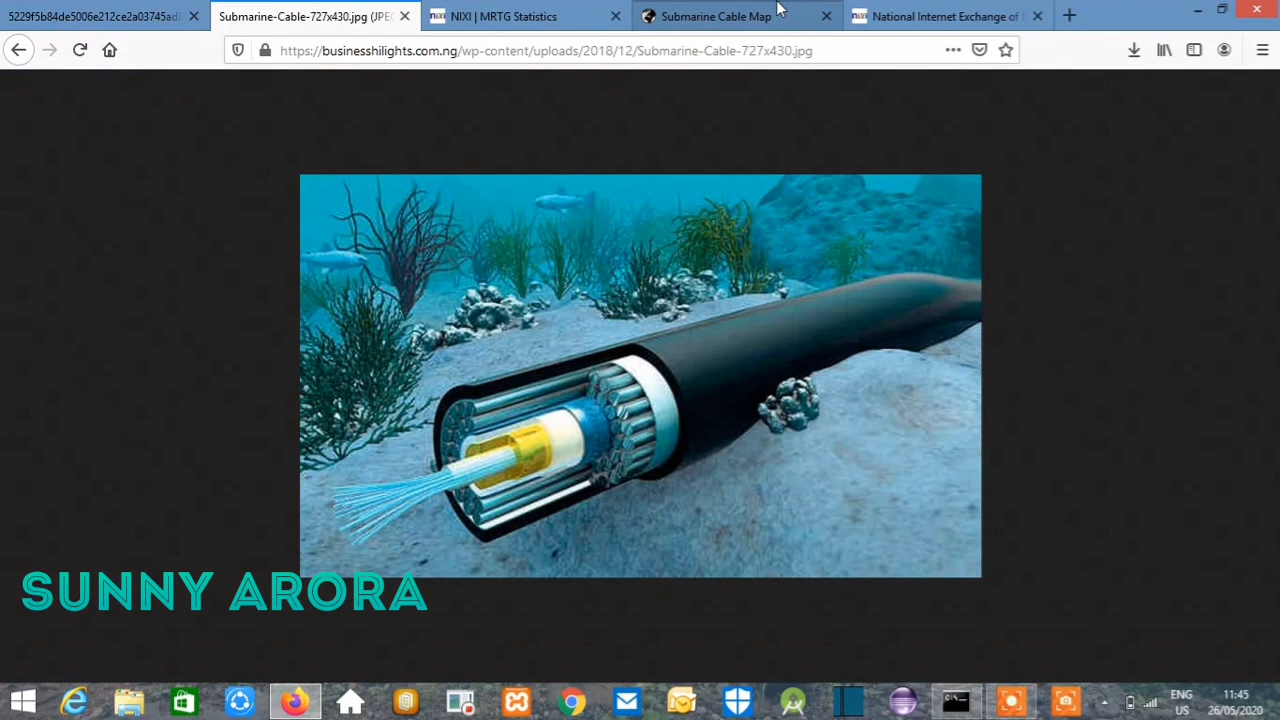 5229f5b84de5006e212ce2a03745ad8
Submarine-Cable-727x430.jpg (JPE
NIXI | MRTG Statistics
Submarine Cable Map
National Internet Exchange of
https://businesshilights.com.ng/wp-content/uploads/2018/12/Submarine-Cable-727x430.jpg
SUNNY ARORA
ENG
US
11:45
26/05/2020